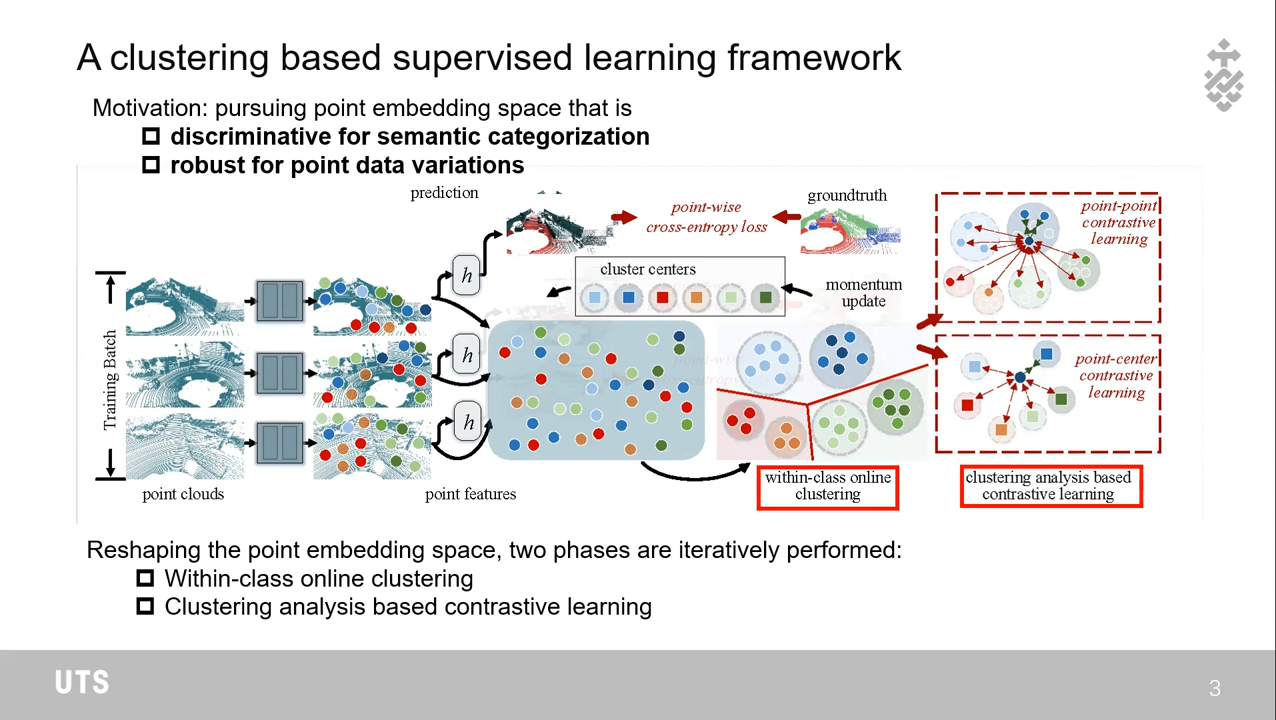 A clustering based supervised learning framework
Motivation: pursuing point embedding space that is
discriminative for semantic categorization
robust for point data variations
prediction
point-wise
cross-entropy loss
groundtruth
point-point
contrastive
learning
h
cluster centers
momentum
update
Training Batch
h
point-center
contrastive
learning
h
point clouds
point features
within-class online
clustering
clustering analysis based
contrastive learning
Reshaping the point embedding space, two phases are iteratively performed:
Within-class online clustering
Clustering analysis based contrastive learning
UTS
3